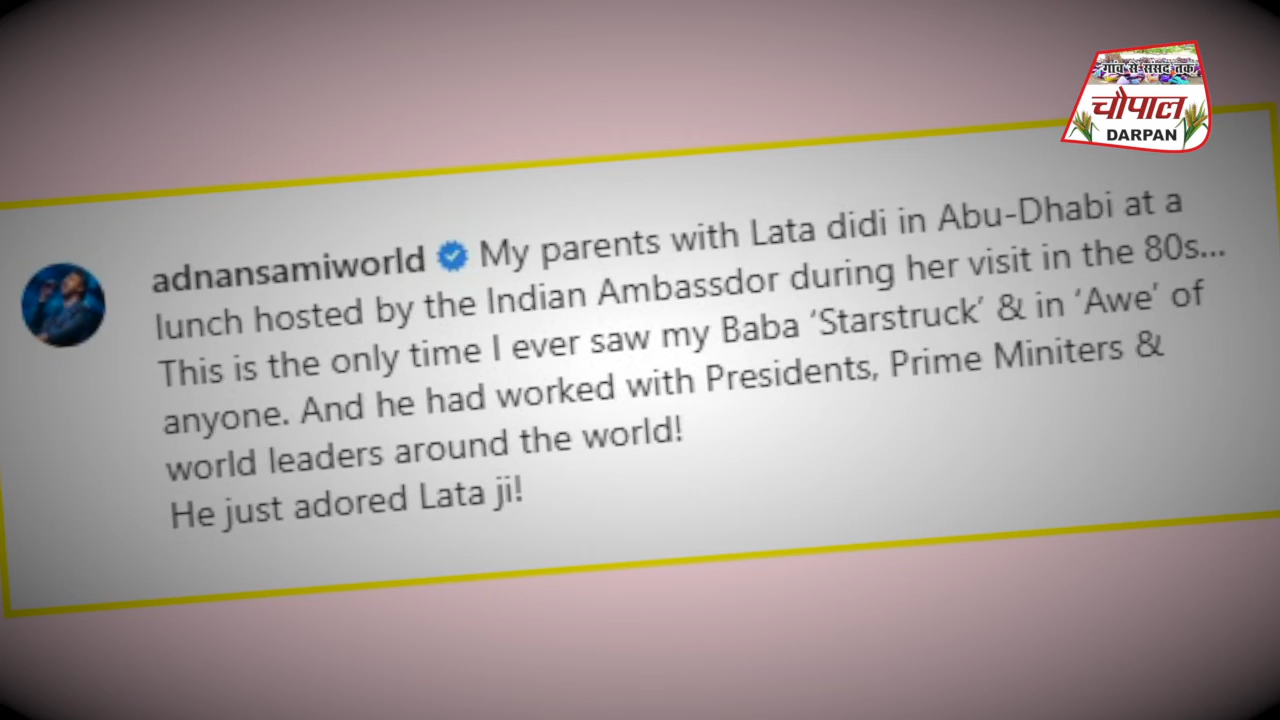 गांव से संसद तक
चौपाल
DARPAN
adnansamiworld My parents with Lata didi in Abu-Dhabi at a
lunch hosted by the Indian Ambassdor during her visit in the 80s...
This is the only time I ever saw my Baba ‘Starstruck’ & in ‘Awe’ of
anyone. And he had worked with Presidents, Prime Miniters &
world leaders around the world!
He just adored Lata ji!